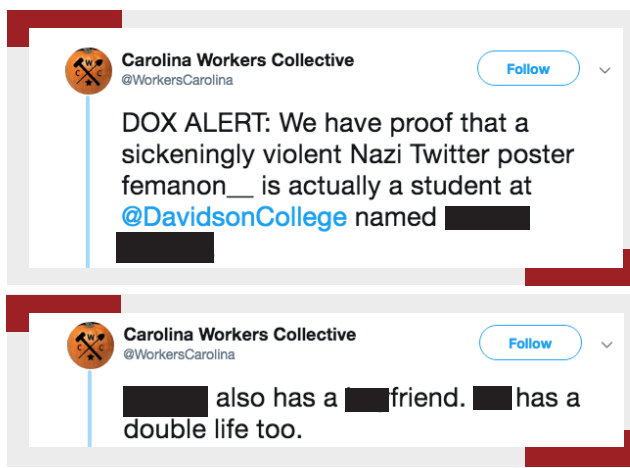 Carolina Workers Collective
@WorkersCarolina
Follow
DOX ALERT: We have proof that a
sickeningly violent Nazi Twitter poster
femanon__ is actually a student at
@DavidsonCollege named
Carolina Workers Collective
@WorkersCarolina
Follow
also has a friend. has a
double life too.